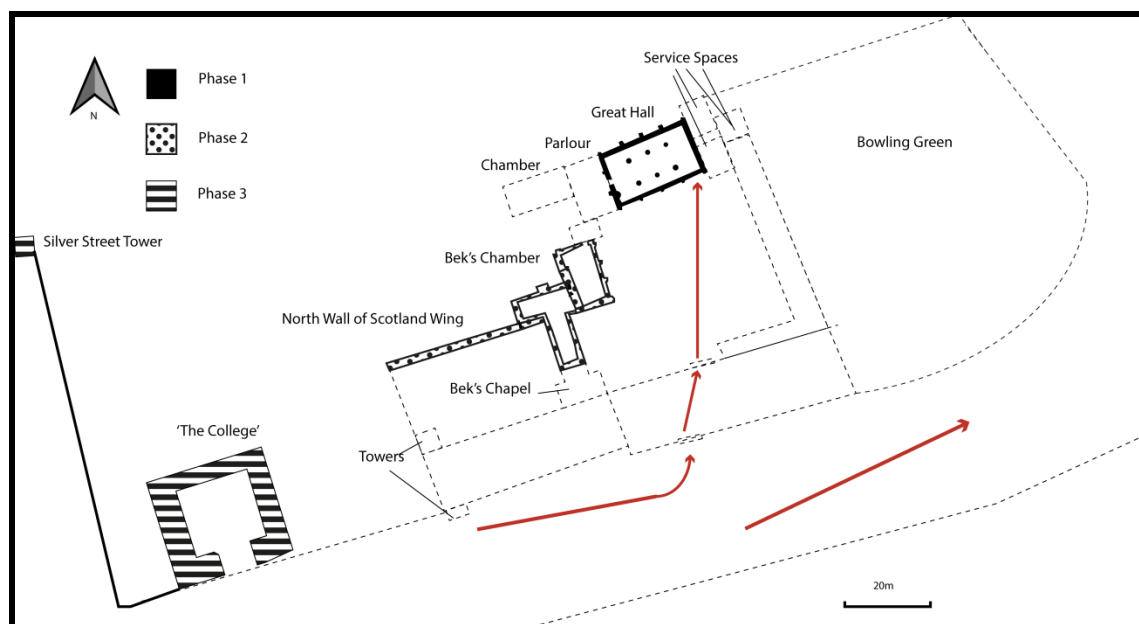 Phase 1
N
Phase 2
Phase 3
Service Spaces
Great Hall
Parlour
Chamber
Bowling Green
Silver Street Tower
Bek's Chamber
North Wall of Scotland Wing
Bek's Chapel
'The College'
Towers
20m